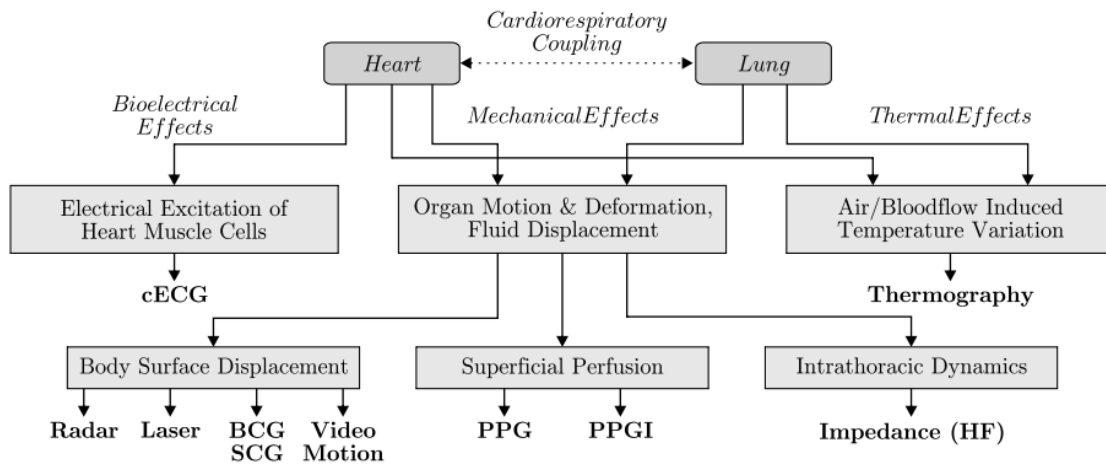 Cardiorespiratory
Coupling
Heart
Lung
Bioelectrical
Effects
MechanicalEffects
ThermalEffects
Electrical Excitation of
Heart Muscle Cells
Organ Motion & Deformation,
Fluid Displacement
Air/Bloodflow Induced
Temperature Variation
cECG
Thermography
Body Surface Displacement
Superficial Perfusion
Intrathoracic Dynamics
Radar
Laser
BCG
SCG
Video
Motion
PPG
PPGI
Impedance (HF)